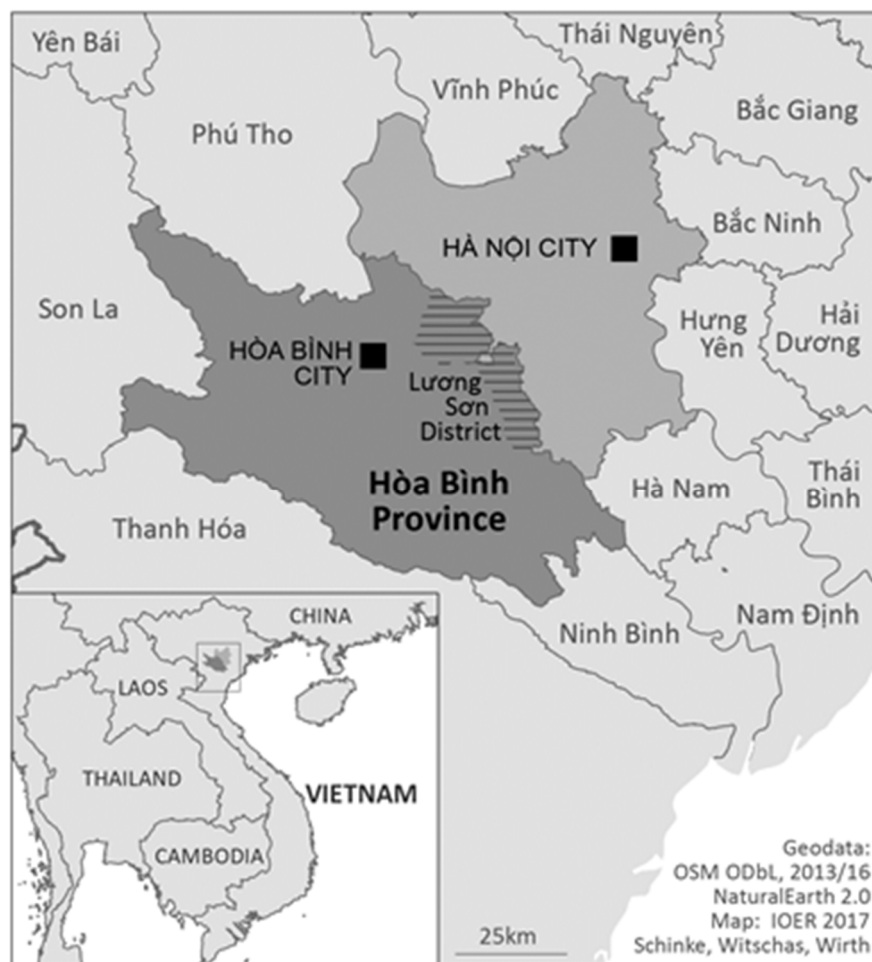 Yên Bái
Thái Nguyên
Vĩnh Phúc
Bắc Giang
Phú Tho
Bắc Ninh
HÀ NỘI CITY
Son La
Hưng
Yên
Hải
Dương
HÒA BÌNH
CITY
Lương
Sơn
District
Hòa Bình
Province
Hà Nam
Thái
Bình
Thanh Hóa
Ninh Bình
Nam Định
CHINA
LAOS
THAILAND
VIETNAM
CAMBODIA
Geodata:
OSM ODbL, 2013/16
NaturalEarth 2.0
Map: IOER 2017
Schinke, Witschas, Wirth
25km